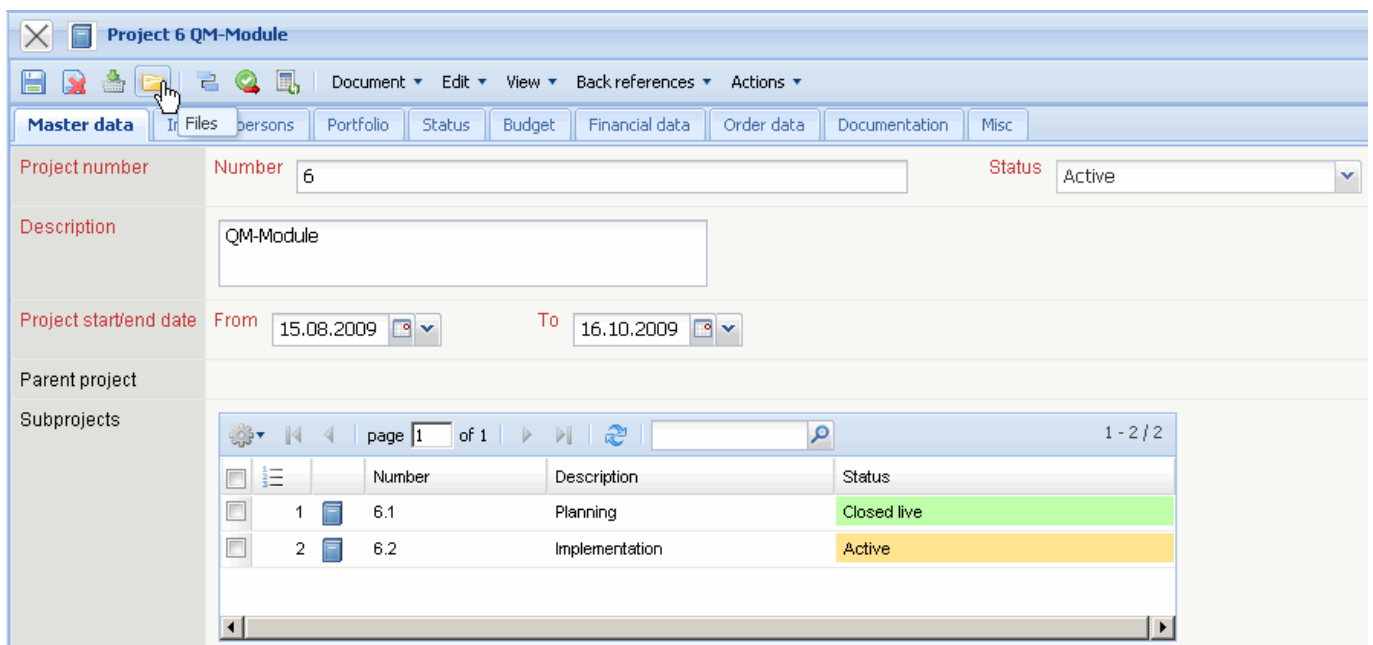 Project 6 QM-Module
Document Edit View Back references Actions
Master data Files persons Portfolio Status Budget Financial data Order data Documentation Misc
Project number Number 6 Status Active
Description QM-Module
Project start/end date From 15.08.2009 To 16.10.2009
Parent project
Subprojects page 1 of 1 1 - 2 / 2
Number Description Status
1 6.1 Planning Closed live
2 6.2 Implementation Active